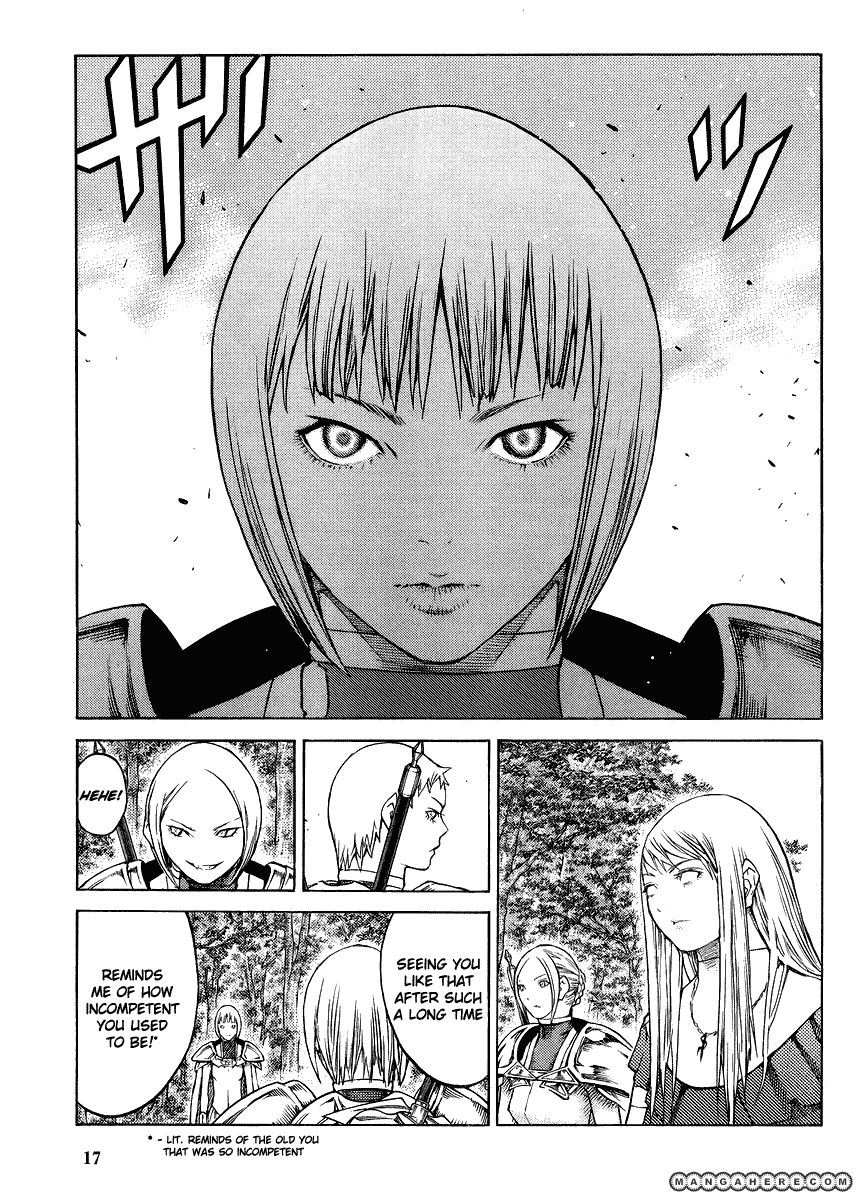 ザッ
HEHE!
SEEING YOU
LIKE THAT
AFTER SUCH
A LONG TIME
REMINDS
ME OF HOW
INCOMPETENT
YOU USED
TO BE!*
* - LIT. REMINDS OF THE OLD YOU
THAT WAS SO INCOMPETENT
17
MANGAHERE.COM